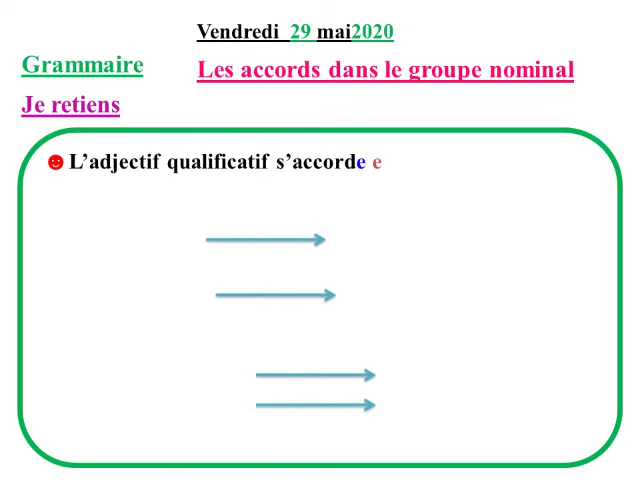 Vendredi 29 mai2020
Grammaire
Les accords dans le groupe nominal
Je retiens
☻L’adjectif qualificatif s’accorde e